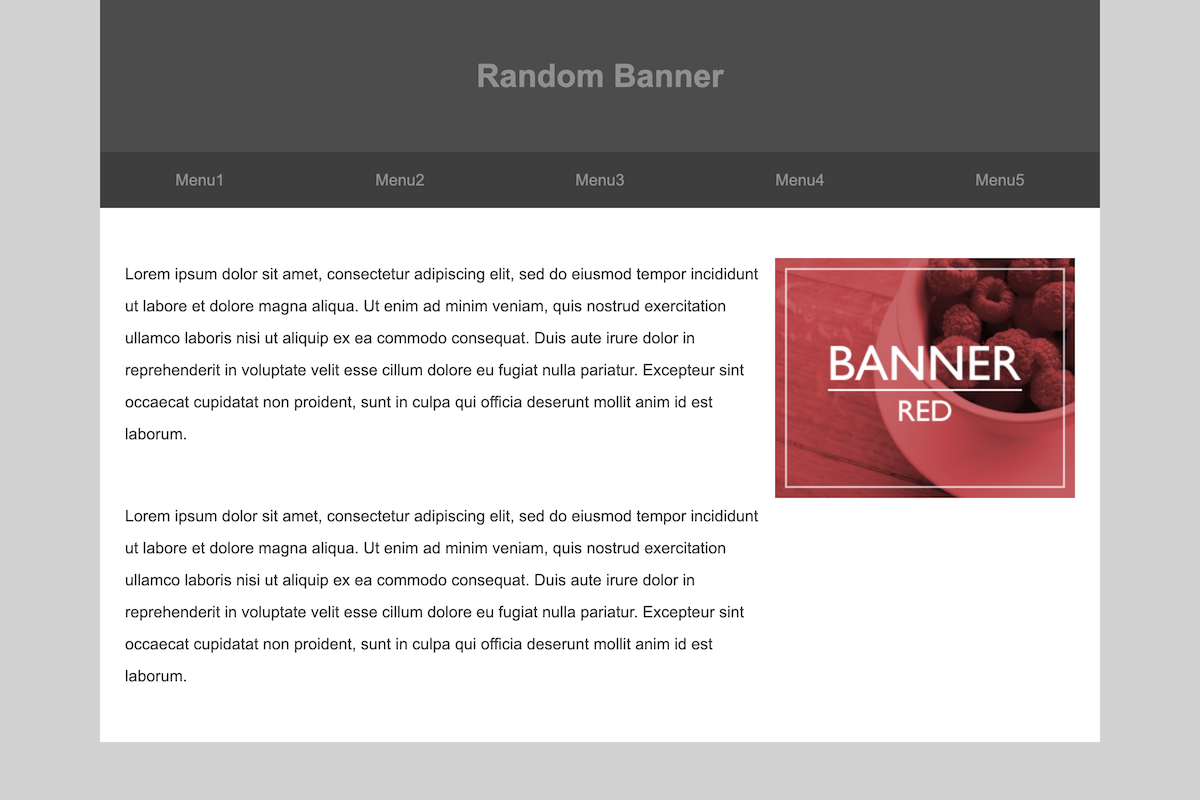 Random Banner
Menu1 Menu2 Menu3 Menu4 Menu5
Lorem ipsum dolor sit amet, consectetur adipiscing elit, sed do eiusmod tempor incididunt
ut labore et dolore magna aliqua. Ut enim ad minim veniam, quis nostrud exercitation
ullamco laboris nisi ut aliquip ex ea commodo consequat. Duis aute irure dolor in
reprehenderit in voluptate velit esse cillum dolore eu fugiat nulla pariatur. Excepteur sint
occaecat cupidatat non proident, sunt in culpa qui officia deserunt mollit anim id est
laborum.
Lorem ipsum dolor sit amet, consectetur adipiscing elit, sed do eiusmod tempor incididunt
ut labore et dolore magna aliqua. Ut enim ad minim veniam, quis nostrud exercitation
ullamco laboris nisi ut aliquip ex ea commodo consequat. Duis aute irure dolor in
reprehenderit in voluptate velit esse cillum dolore eu fugiat nulla pariatur. Excepteur sint
occaecat cupidatat non proident, sunt in culpa qui officia deserunt mollit anim id est
laborum.
BANNER
RED